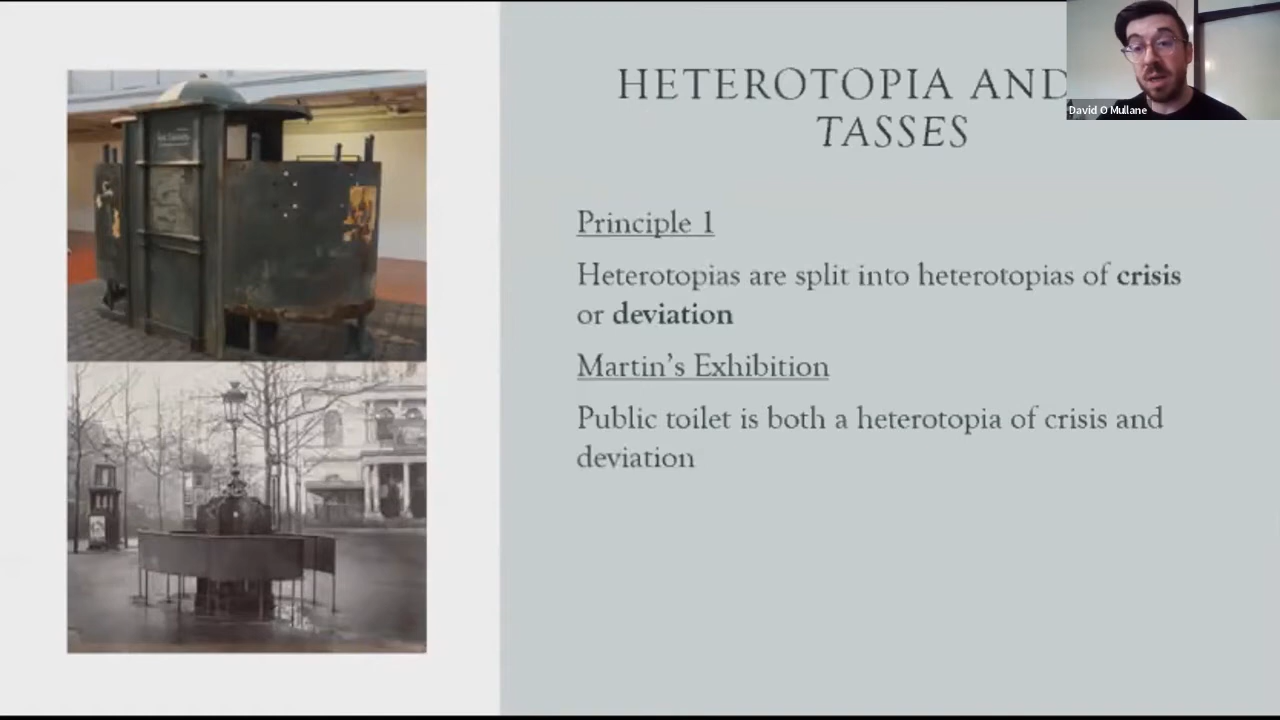 HETEROTOPIA AND
TASSES
David O Mullane
Principle 1
Heterotopias are split into heterotopias of crisis
or deviation
Martin's Exhibition
Public toilet is both a heterotopia of crisis and
deviation